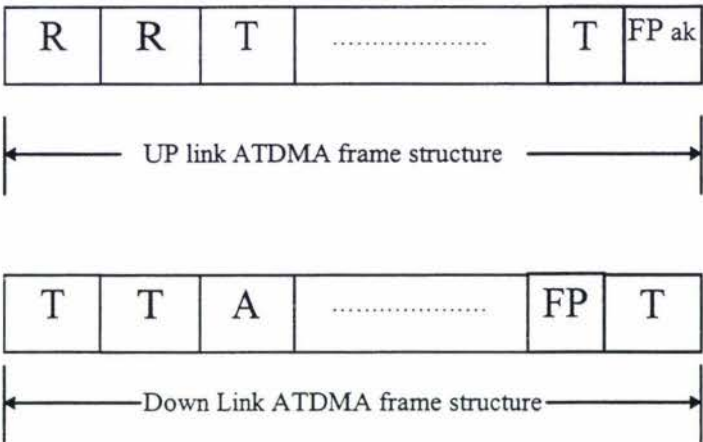 R R T ..................... T FP ak
UP link ATDMA frame structure
T T A ..................... FP T
Down Link ATDMA frame structure